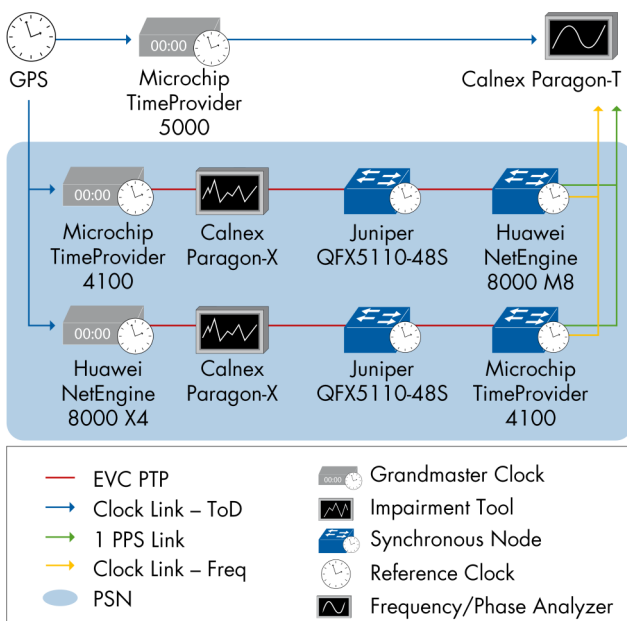 00:00
GPS
Microchip
TimeProvider
5000
Calnex Paragon-T
00:00
Microchip
TimeProvider
4100
Calnex
Paragon-X
Juniper
QFX5110-48S
Huawei
NetEngine
8000 M8
00:00
Huawei
NetEngine
8000 X4
Calnex
Paragon-X
Juniper
QFX5110-48S
Microchip
TimeProvider
4100
EVC PTP
Clock Link – ToD
1 PPS Link
Clock Link – Freq
PSN
00:00
Grandmaster Clock
Impairment Tool
Synchronous Node
Reference Clock
Frequency/Phase Analyzer